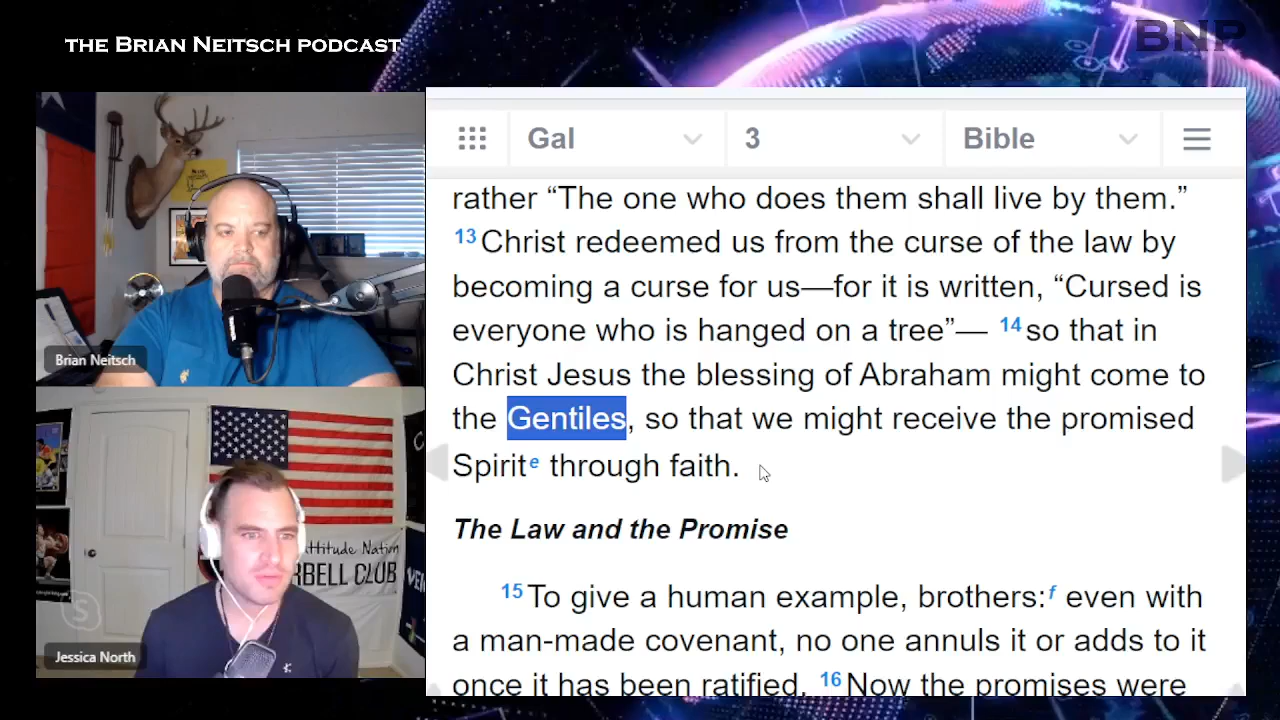 THE BRIAN NEITSCH PODCAST
BNP
Gal 3 Bible
rather “The one who does them shall live by them.”
13 Christ redeemed us from the curse of the law by
becoming a curse for us—for it is written, “Cursed is
everyone who is hanged on a tree”— 14 so that in
Christ Jesus the blessing of Abraham might come to
the Gentiles, so that we might receive the promised
Spirit e through faith.
The Law and the Promise
15 To give a human example, brothers: f even with
a man-made covenant, no one annuls it or adds to it
once it has been ratified. 16 Now the promises were
Brian Neitsch
ttitude Nation
RBELL CLUB
S
Jessica North